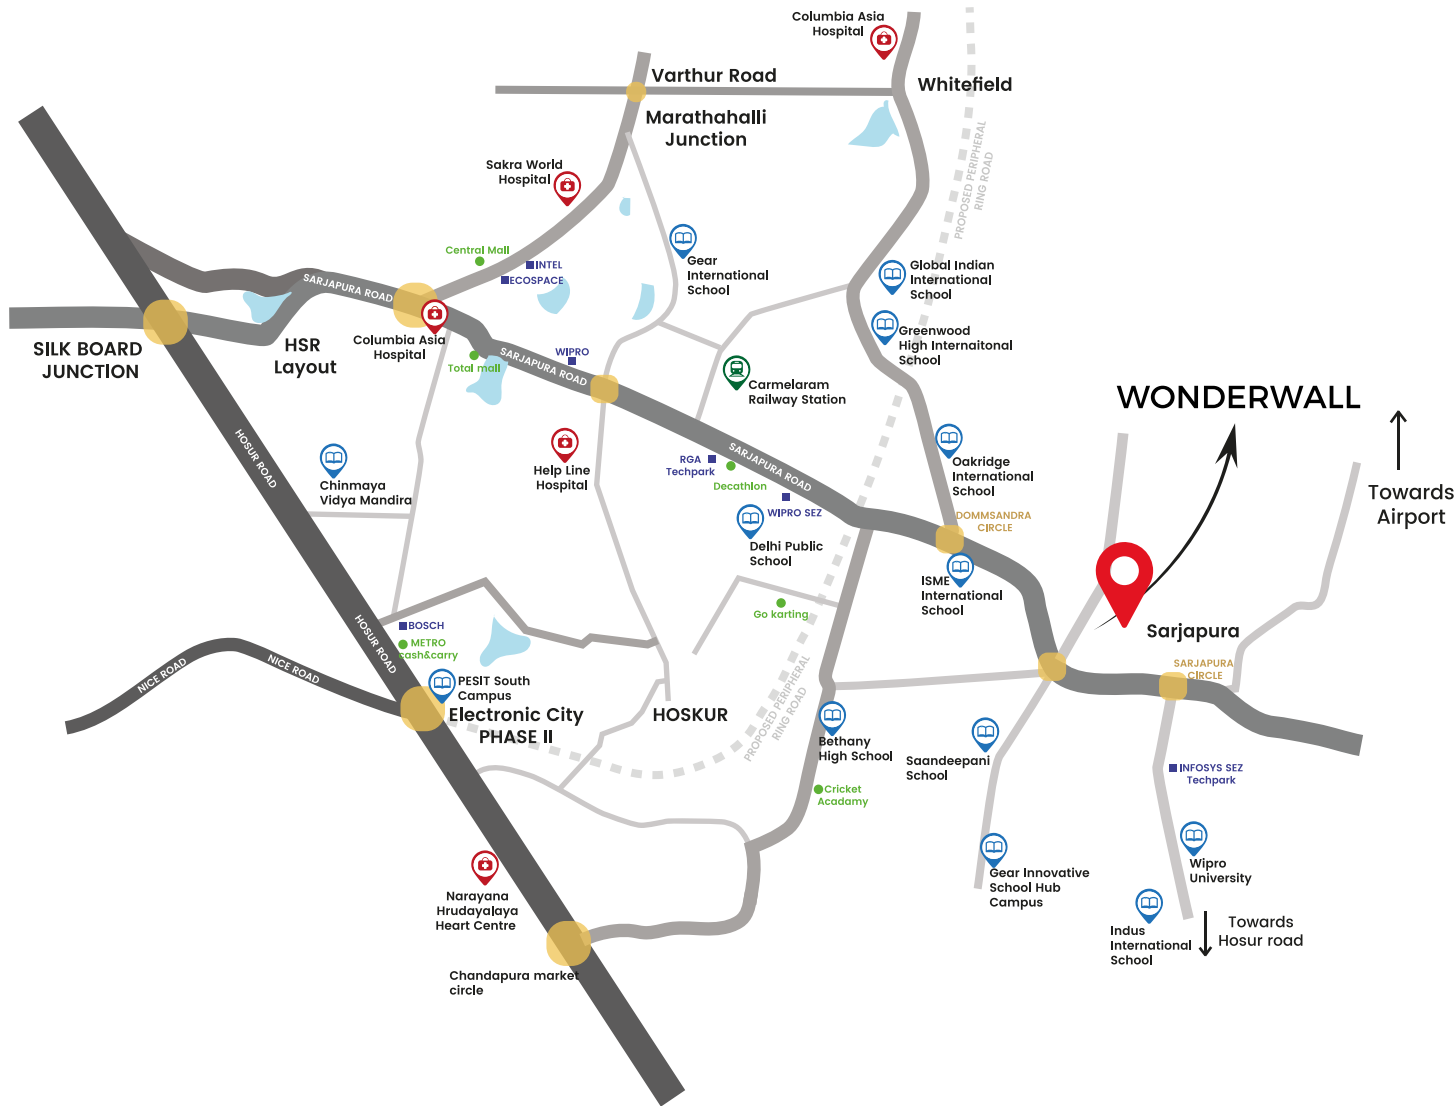 Columbia Asia
Hospital
Varthur Road
Whitefield
Marathahalli
Junction
PROPOSED PERIPHERAL
RING ROAD
Sakra World
Hospital
Central Mall
INTEL
ECOSPACE
Gear
International
School
Global Indian
International
School
SARJAPURA ROAD
Columbia Asia
Hospital
SILK BOARD
JUNCTION
HSR
Layout
Total mall
WIPRO
SARJAPURA ROAD
Greenwood
High Internaitonal
School
Carmelaram
Railway Station
WONDERWALL
HOSUR ROAD
Chinmaya
Vidya Mandira
Help Line
Hospital
RGA
Techpark
Decathlon
SARJAPURA ROAD
WIPRO SEZ
Oakridge
International
School
Towards
Airport
DOMMSANDRA
CIRCLE
Delhi Public
School
ISME
International
School
Go karting
HOSUR ROAD
BOSCH
METRO
cash&carry
Sarjapura
SARJAPURA
CIRCLE
NICE ROAD
NICE ROAD
PESIT South
Campus
Electronic City
PHASE II
HOSKUR
PROPOSED PERIPHERAL
RING ROAD
Bethany
High School
Saandeepani
School
INFOSYS SEZ
Techpark
Cricket
Acadamy
Gear Innovative
School Hub
Campus
Wipro
University
Narayana
Hrudayalaya
Heart Centre
Indus
International
School
Towards
Hosur road
Chandapura market
circle